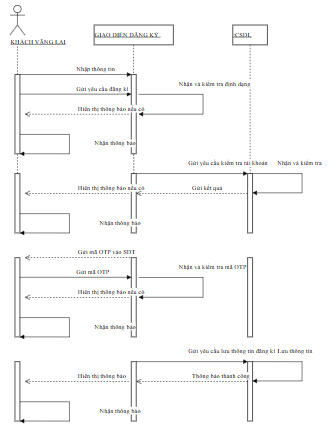 KHÁCH VÃNG LAI
GIAO DIỆN ĐĂNG KÝ
:CSDL
Nhập thông tin
Gửi yêu cầu đăng kí
Nhận và kiểm tra định dạng
Hiển thị thông báo nếu có
Nhận thông báo
Gửi yêu cầu kiểm tra tài khoản
Nhận và kiểm tra
Hiển thị thông báo nếu có
Gửi kết quả
Nhận thông báo
Gửi mã OTP vào SDT
Gửi mã OTP
Nhận và kiểm tra mã OTP
Hiển thị thông báo nếu có
Nhận thông báo
Gửi yêu cầu lưu thông tin đăng kí
Lưu thông tin
Hiển thị thông báo
Thông báo thành công
Nhận thông báo